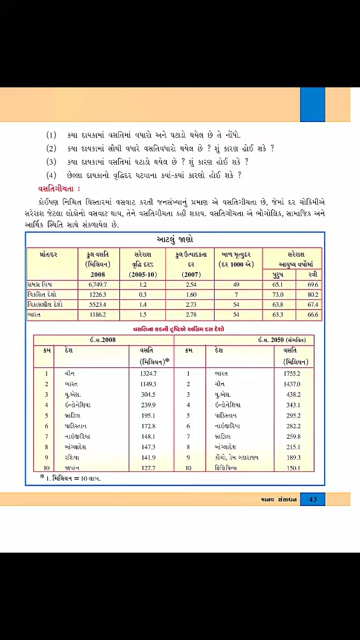 (1) કયા દાયકામાં વસતિમાં વધારો અને ઘટાડો થયેલ છે તે નોંધો.
(2) કયા દાયકામાં સૌથી વધારે વસતિવધારો થયેલ છે ? શું કારણ હોઈ શકે ?
(3) કયા દાયકામાં વસતિમાં ઘટાડો થયેલ છે ? શું કારણ હોઈ શકે ?
(4) છેલ્લા દાયકાનો વૃદ્ધિદર ઘટવાના ક્યાં-ક્યાં કારણો હોઈ શકે ?
વસતિગીચતા :
કોઈપણ નિશ્ચિત વિસ્તારમાં વસવાટ કરતી જનસંખ્યાનું પ્રમાણ એ વસતિગીચતા છે, જેમાં દર ચોકિમીએ
સરેરાશ જેટલા લોકોનો વસવાટ થાય, તેને વસતિગીચતા કહી શકાય. વસતિગીચતા એ ભૌગોલિક, સામાજિક અને
આર્થિક સ્થિતિ સાથે સંકળાયેલ છે.
આટલું જાણો
પ્રાંત/દર કુલ વસતિ (મિલિયન) 2008 સરેરાશ વૃદ્ધિ દરઃ (2005-10) કુલ ઉત્પાદકતા દર (2007) બાળ મૃત્યુદર (દર 1000 એ) સરેરાશ આયુષ્ય વર્ષોમાં
પુરુષ સ્ત્રી
સમગ્ર વિશ્વ 6,749.7 1.2 2.54 49 65.1 69.6
વિકસિત દેશો 1226.3 0.3 1.60 7 73.0 80.2
વિકાસશીલ દેશો 5523.4 1.4 2.73 54 63.8 67.4
ભારત 1186.2 1.5 2.78 54 63.3 66.6
વસતિના કદની દૃષ્ટિએ અગ્રિમ દશ દેશો
ઈ.સ. 2008 ઈ.સ. 2050 (સંભવિત)
ક્રમ દેશ વસતિ (મિલિયન)* ક્રમ દેશ વસતિ (મિલિયન)
1 ચીન 1324.7 1 ભારત 1755.2
2 ભારત 1149.3 2 ચીન 1437.0
3 યુ.એસ. 304.5 3 યુ.એસ. 438.2
4 ઇન્ડોનેશિયા 239.9 4 ઇન્ડોનેશિયા 343.1
5 બ્રાઝિલ 195.1 5 પાકિસ્તાન 295.2
6 પાકિસ્તાન 172.8 6 નાઇજીરિયા 282.2
7 નાઇજીરિયા 148.1 7 બ્રાઝિલ 259.8
8 બાંગ્લાદેશ 147.3 8 બાંગ્લાદેશ 215.1
9 રશિયા 141.9 9 કોંગો, ડેમ ગણરાજ્ય 189.3
10 જાપાન 127.7 10 ફિલિપિન્સ 150.1
* 1. મિલિયન = 10 લાખ.
માનવ સંસાધન 43